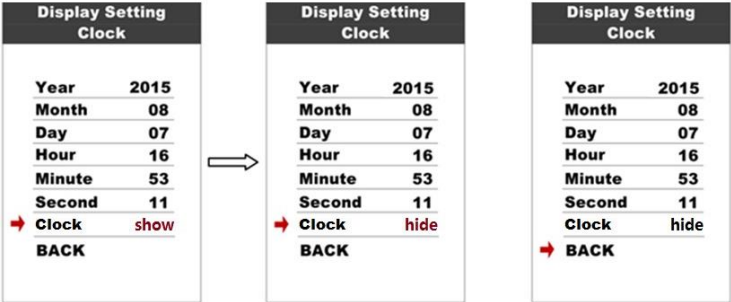 Display Setting
Clock
Year 2015
Month 08
Day 07
Hour 16
Minute 53
Second 11
Clock show
BACK
Display Setting
Clock
Year 2015
Month 08
Day 07
Hour 16
Minute 53
Second 11
Clock hide
BACK
Display Setting
Clock
Year 2015
Month 08
Day 07
Hour 16
Minute 53
Second 11
Clock hide
BACK